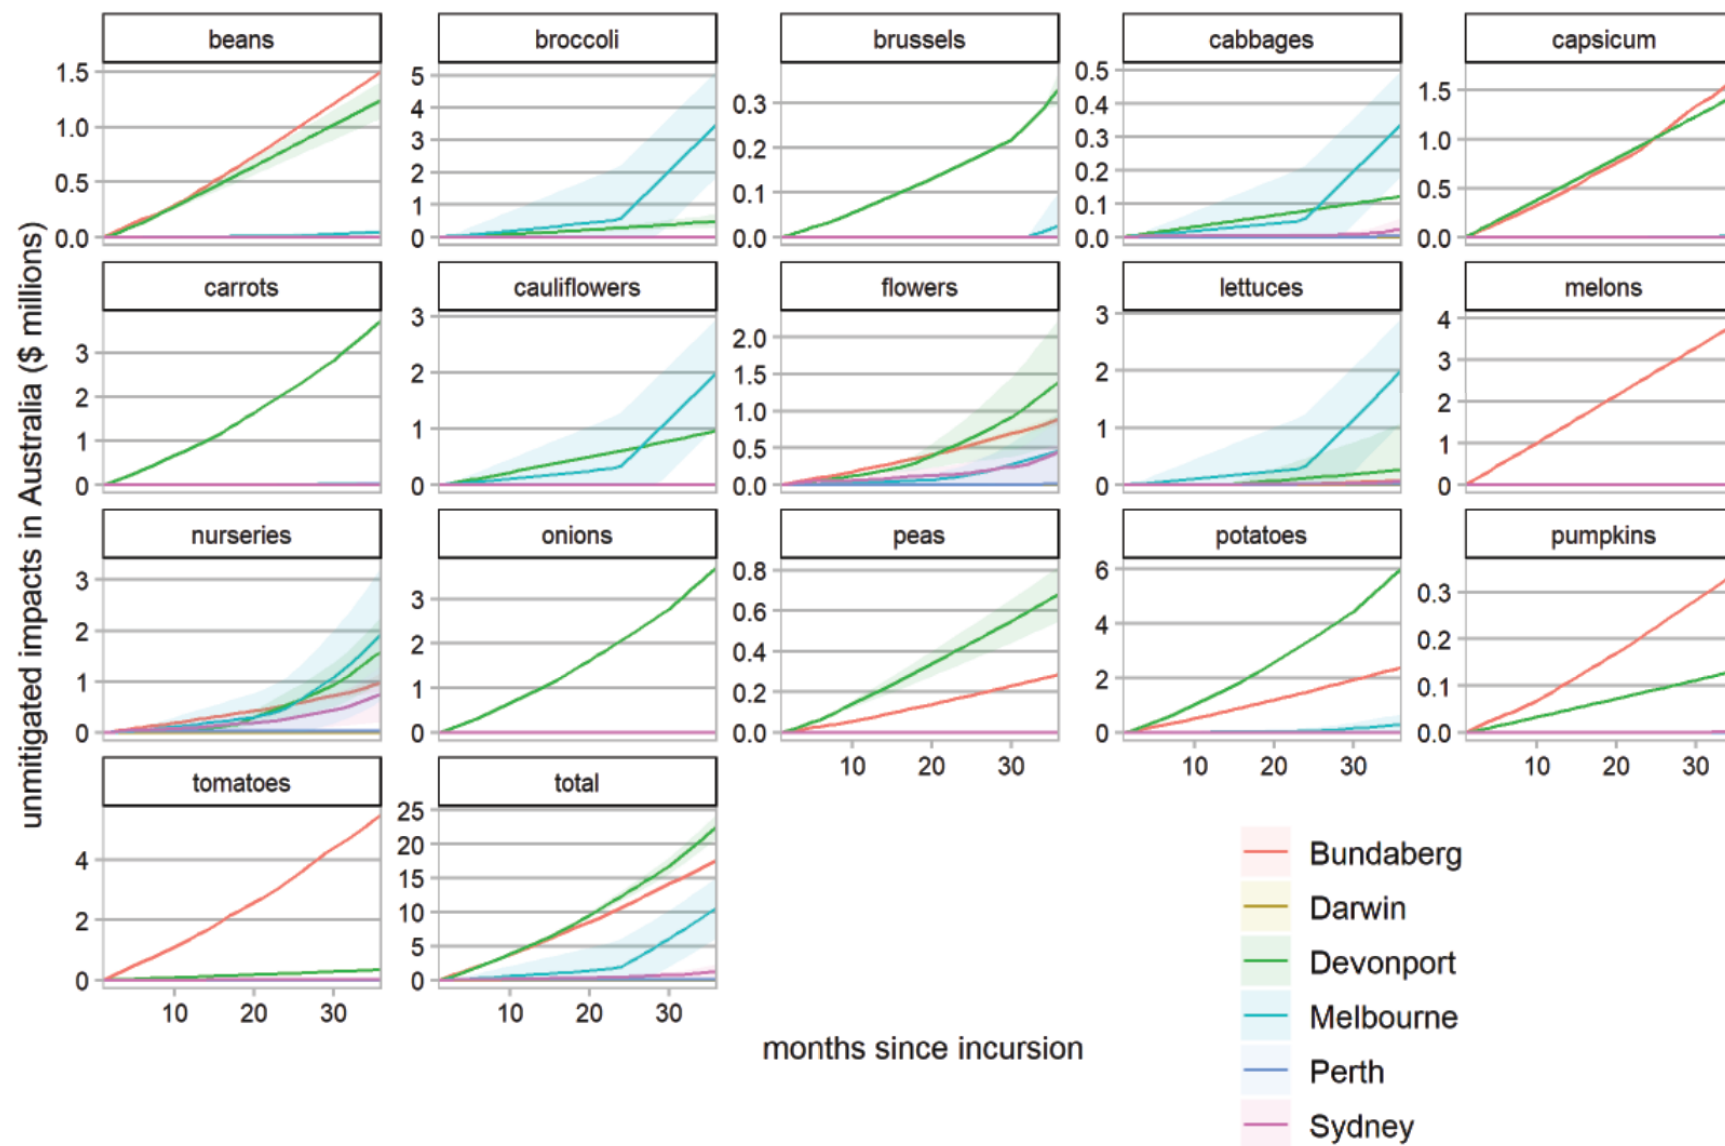 beans broccoli brussels cabbages capsicum
1.5 5 0.5
4 0.3 0.4 1.5
1.0 3 0.2 0.3 1.0
0.5 2 0.2 0.5
1 0.1 0.1
0.0 0 0.0 0.0 0.0
carrots cauliflowers flowers lettuces melons
3 3 4
3 2.0 3
2 2 1.5 2
1.0 2
1 1 0.5 1 1
0 0 0.0 0 0
nurseries onions peas potatoes pumpkins
3 3 0.8 6 0.3
2 2 0.6 4 0.2
0.4
1 1 0.2 2 0.1
0 0 0.0 0 0.0
10 20 30 10 20 30 10 20 30
tomatoes total
25
4 20
15
2 10
5
0 0
10 20 30 10 20 30
unmitigated impacts in Australia ($ millions)
months since incursion
Bundaberg
Darwin
Devonport
Melbourne
Perth
Sydney